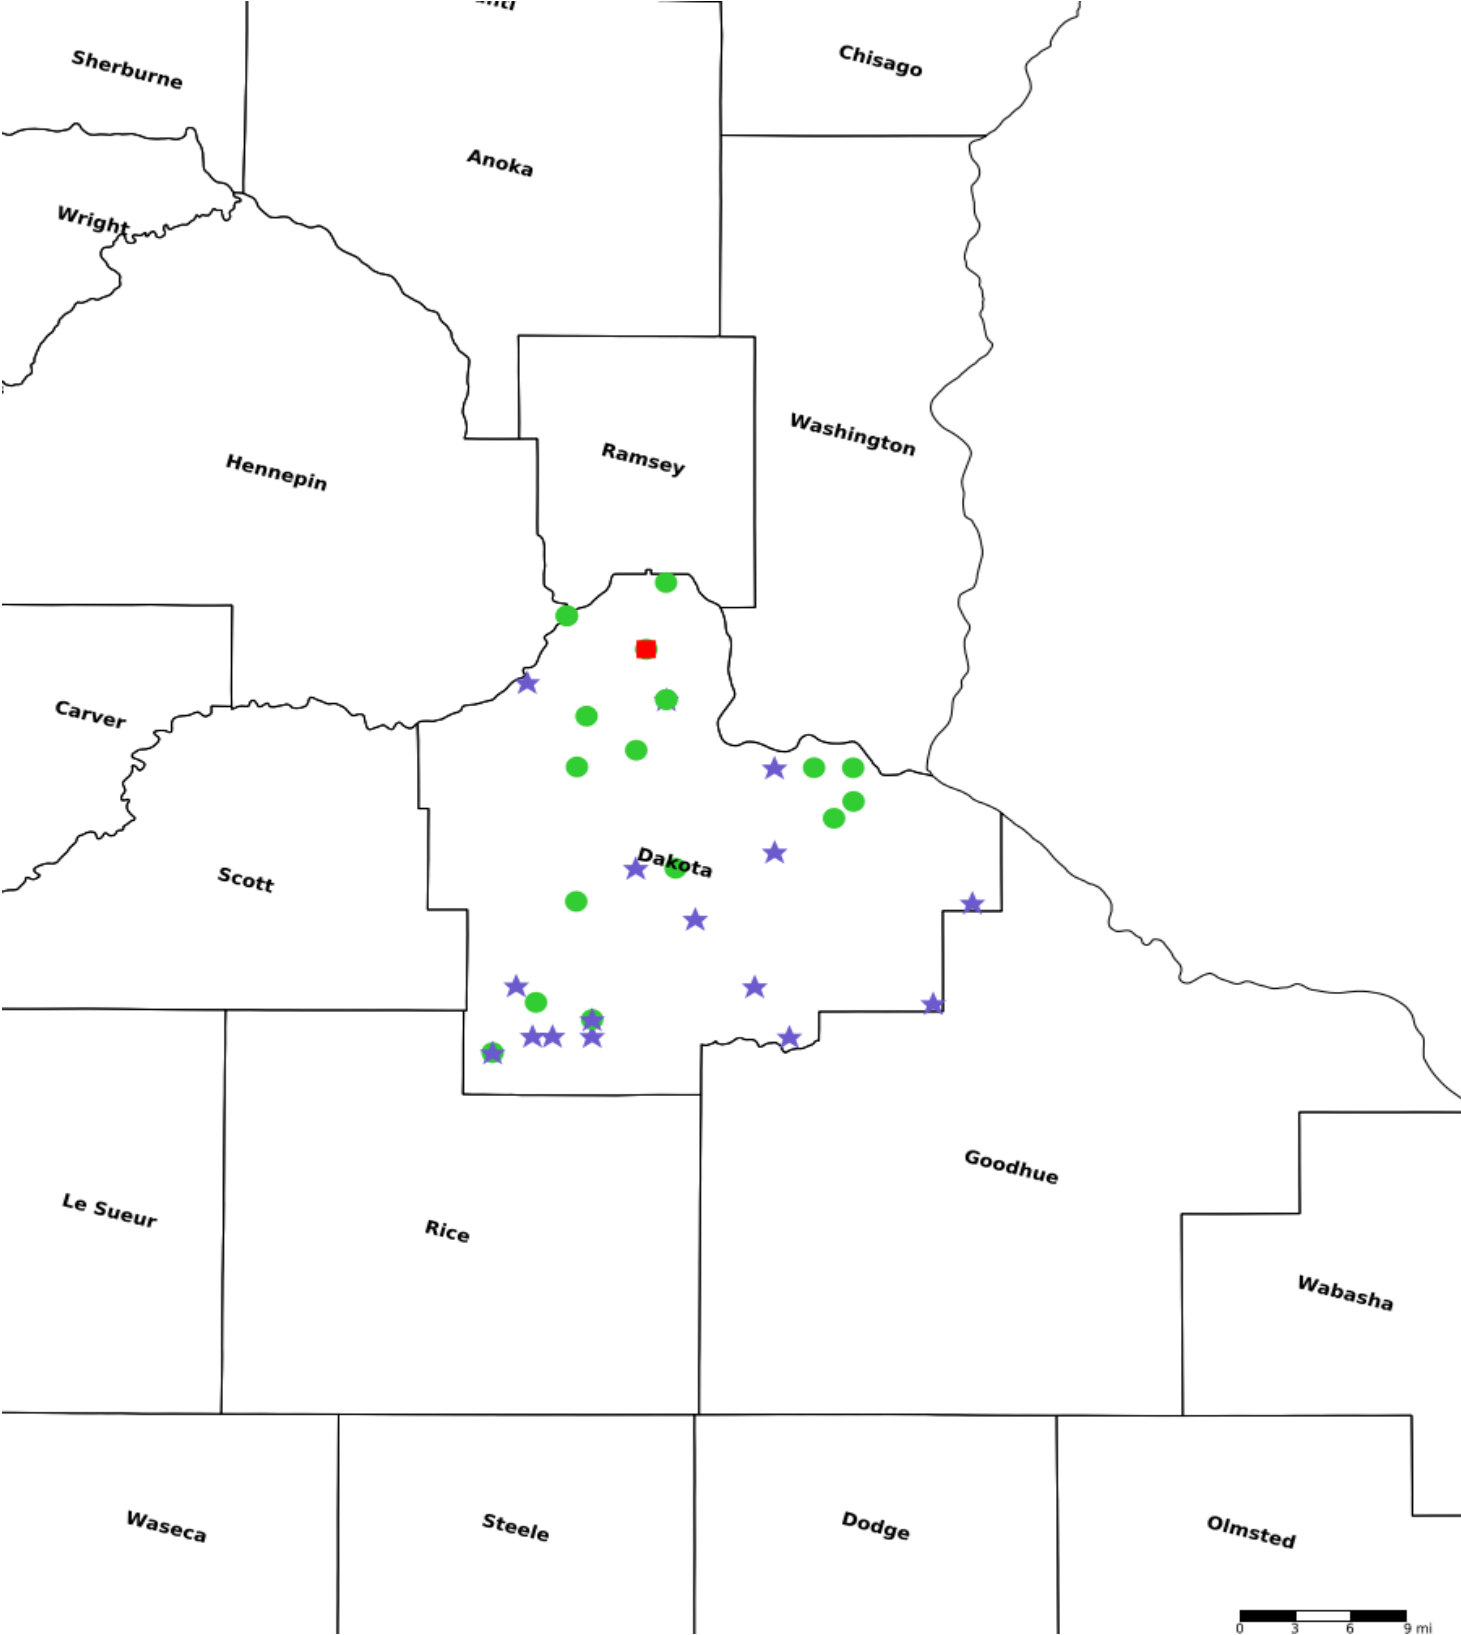 Sherburne
Chisago
Anoka
Wright
Washington
Ramsey
Hennepin
Carver
Dakota
Scott
Goodhue
Le Sueur
Rice
Wabasha
Waseca
Steele
Dodge
Olmsted
0 3 6 9 mi